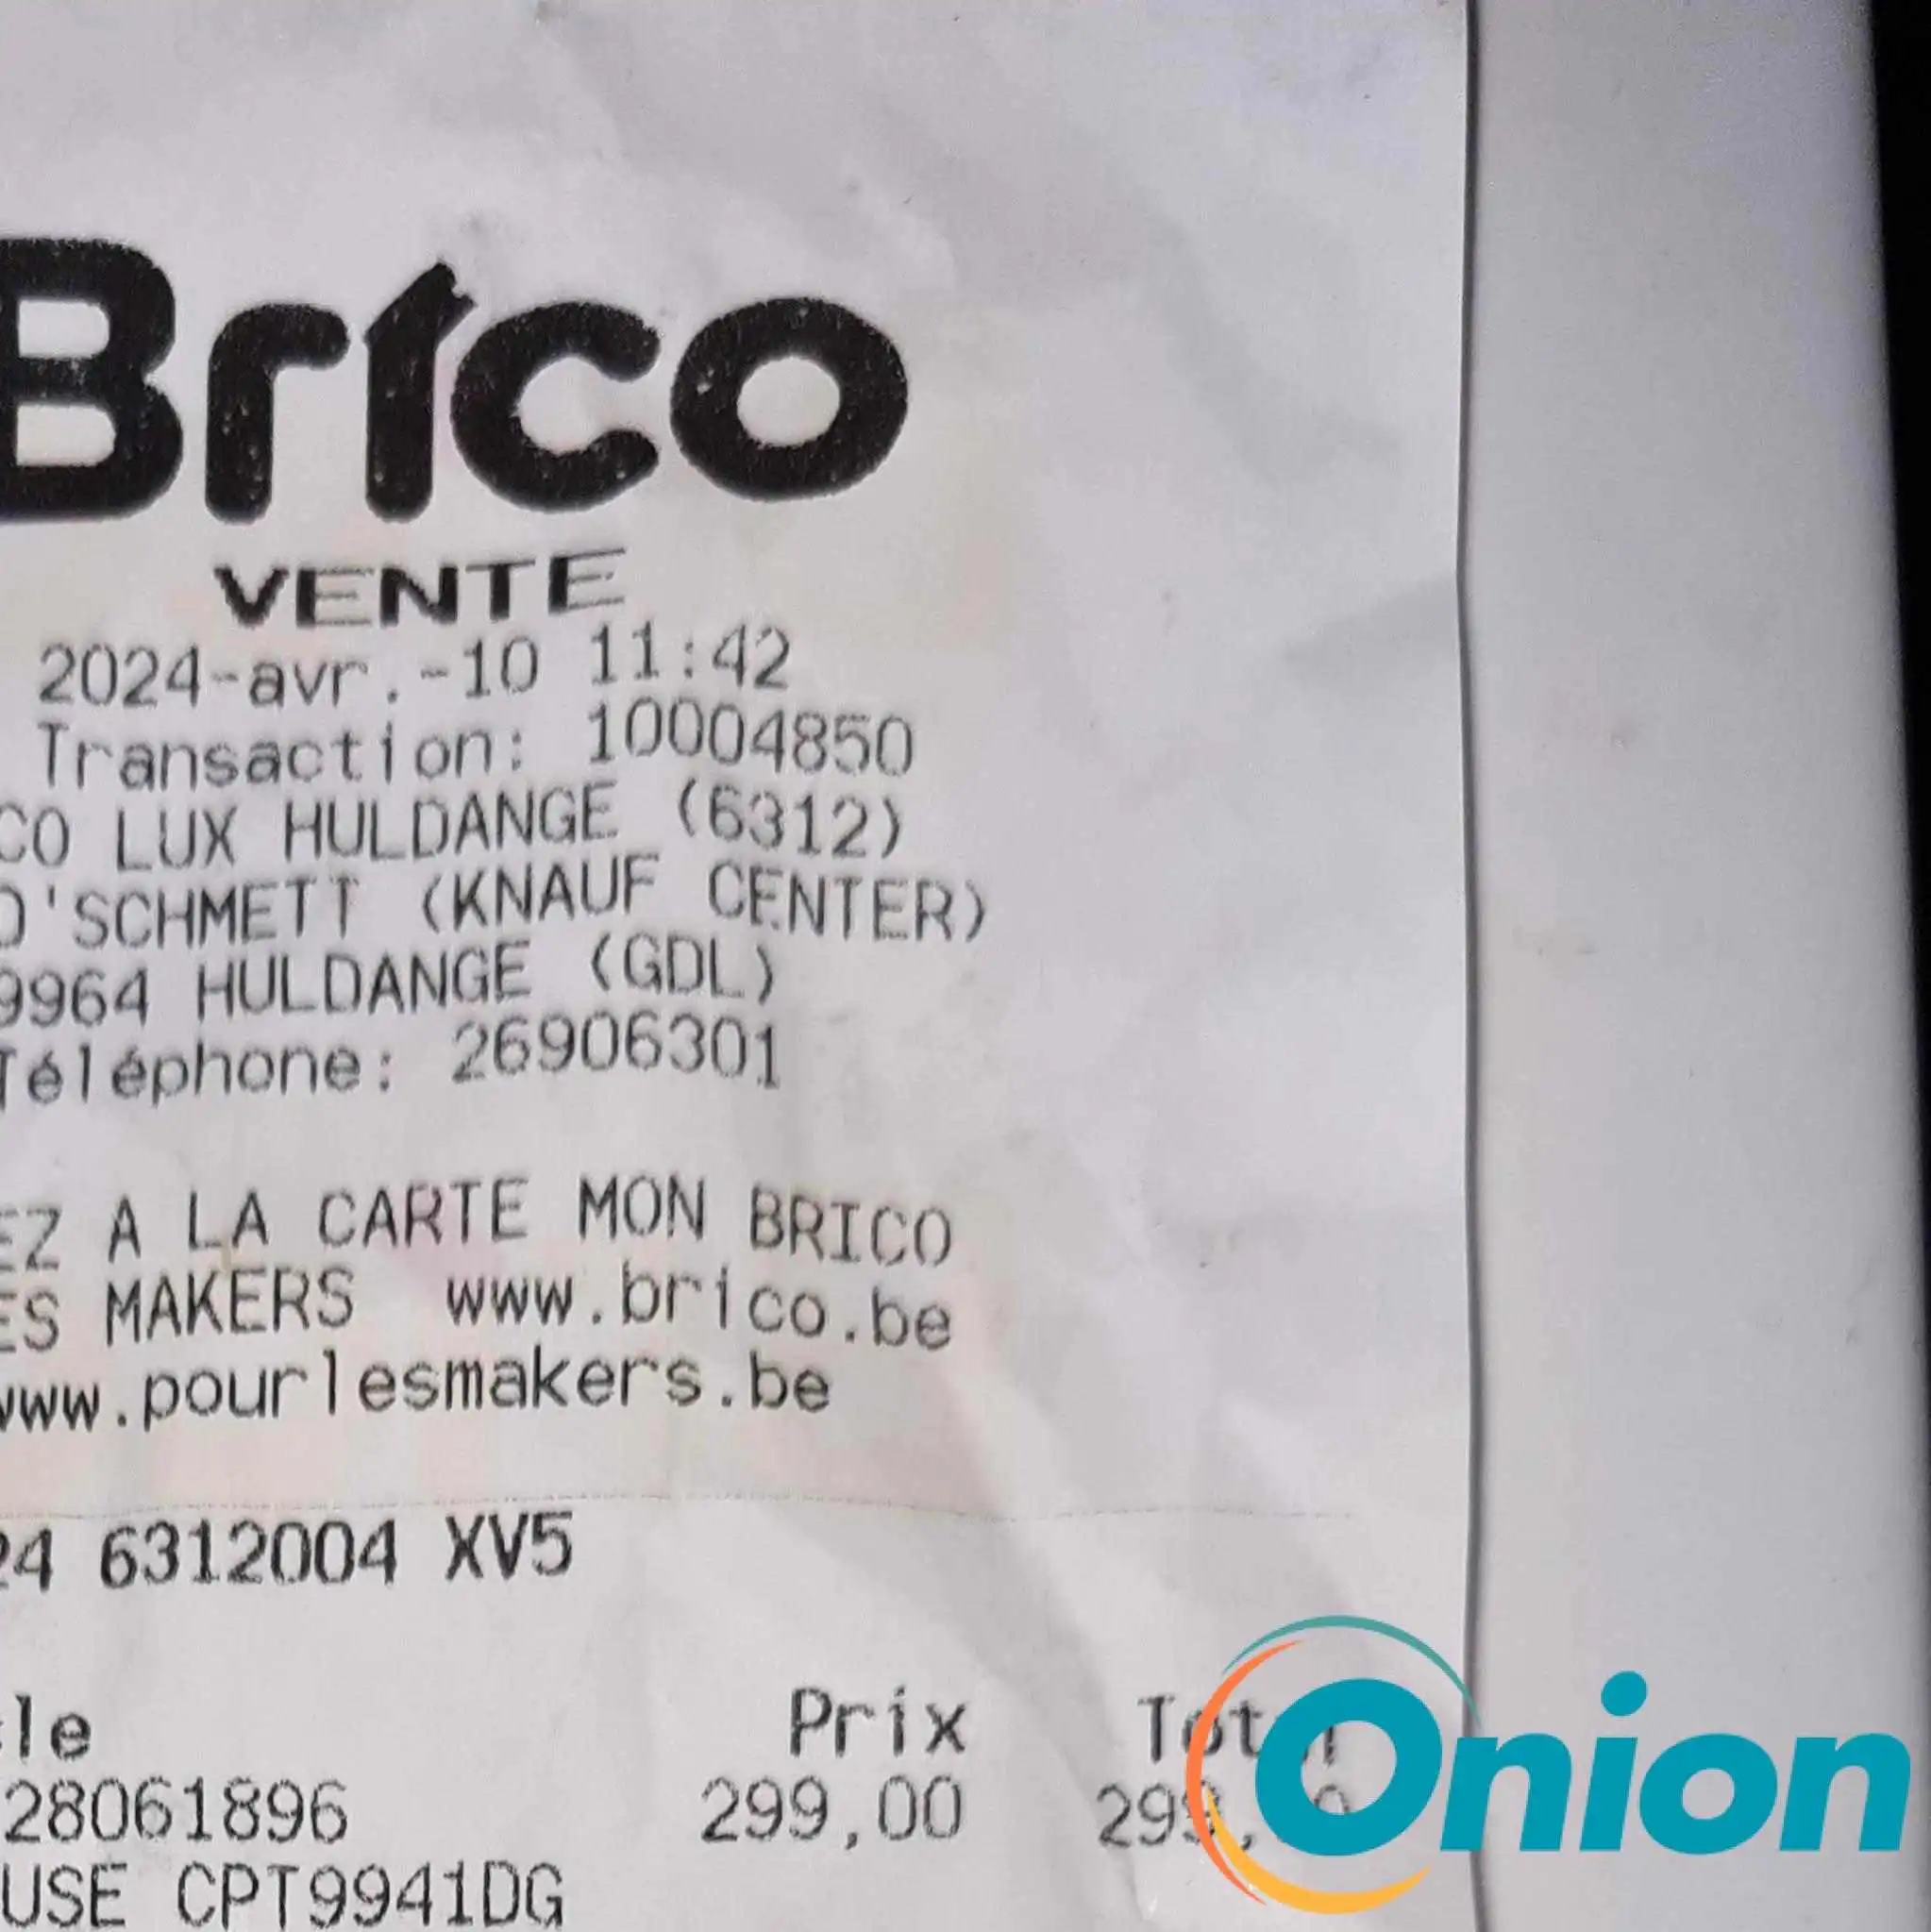 Brico
VENTE
2024-avr.-10 11:42
Transaction: 10004850
CO LUX HULDANGE (6312)
D'SCHMETT (KNAUF CENTER)
9964 HULDANGE (GDL)
Téléphone: 26906301
EZ A LA CARTE MON BRICO
ES MAKERS www.brico.be
www.pourlesmakers.be
24 6312004 XV5
cle Prix
28061896 299,00
USE CPT9941DG
Onion